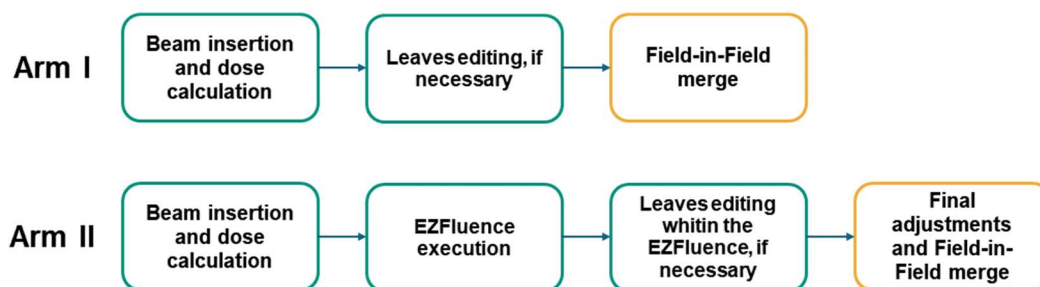 Arm I
Beam insertion
and dose
calculation
Leaves editing, if
necessary
Field-in-Field
merge
Arm II
Beam insertion
and dose
calculation
EZFluence
execution
Leaves editing
whitin the
EZFluence, if
necessary
Final
adjustments
and Field-in-
Field merge